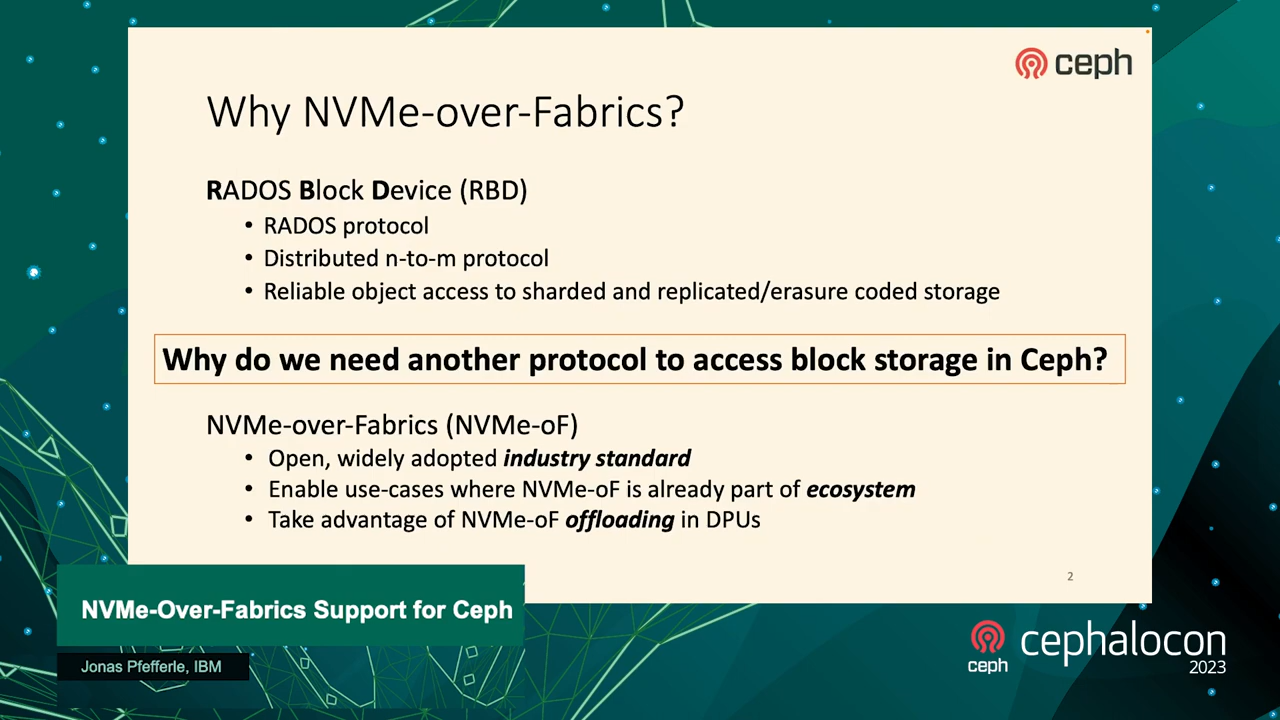 ceph
Why NVMe-over-Fabrics?
RADOS Block Device (RBD)
• RADOS protocol
• Distributed n-to-m protocol
• Reliable object access to sharded and replicated/erasure coded storage
Why do we need another protocol to access block storage in Ceph?
NVMe-over-Fabrics (NVMe-oF)
• Open, widely adopted industry standard
• Enable use-cases where NVMe-oF is already part of ecosystem
• Take advantage of NVMe-oF offloading in DPUs
2
NVMe-Over-Fabrics Support for Ceph
Jonas Pfefferle, IBM
ceph
cephalocon
2023